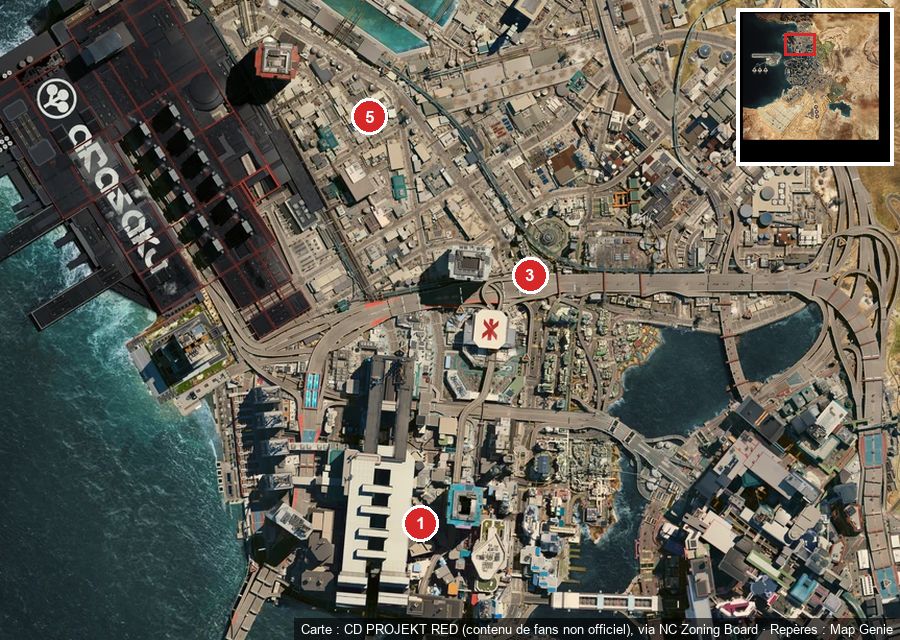 5
arasaka
3
1
Carte : CD PROJEKT RED (contenu de fans non officiel), via NC Zoning Board · Repères : Map Genie